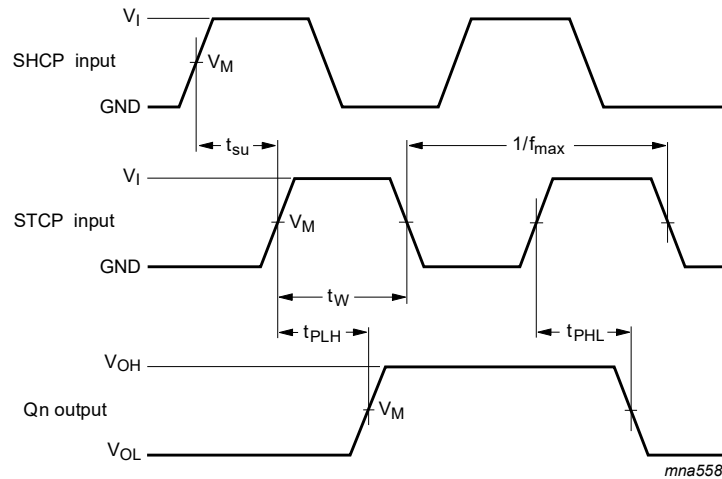 V_I
SHCP input
V_M
GND
t_su
1/f_max
V_I
STCP input
V_M
GND
t_W
t_PLH
t_PHL
V_OH
Qn output
V_M
V_OL
mna558